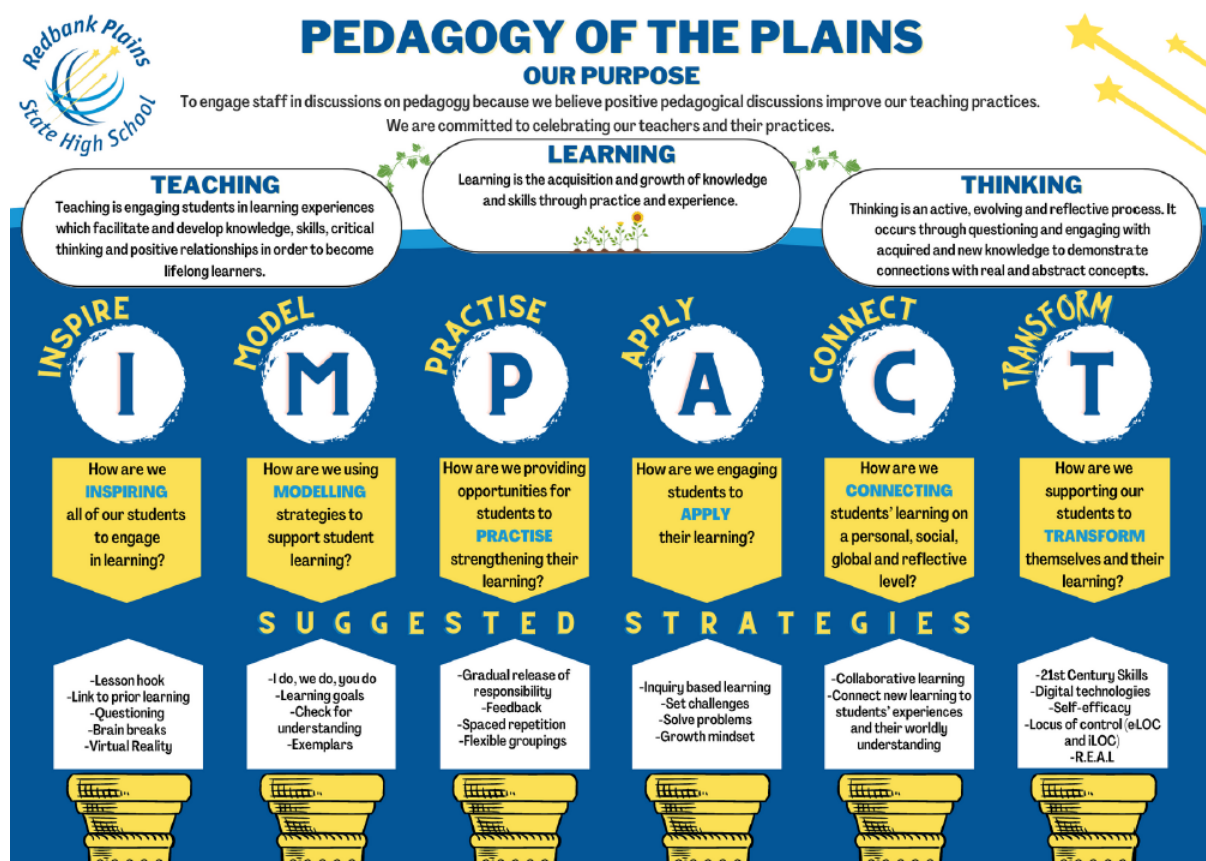 Redbank Plains
State High School
PEDAGOGY OF THE PLAINS
OUR PURPOSE
To engage staff in discussions on pedagogy because we believe positive pedagogical discussions improve our teaching practices.
We are committed to celebrating our teachers and their practices.
TEACHING
Teaching is engaging students in learning experiences
which facilitate and develop knowledge, skills, critical
thinking and positive relationships in order to become
lifelong learners.
LEARNING
Learning is the acquisition and growth of knowledge
and skills through practice and experience.
THINKING
Thinking is an active, evolving and reflective process. It
occurs through questioning and engaging with
acquired and new knowledge to demonstrate
connections with real and abstract concepts.
INSPIRE
I
How are we
INSPIRING
all of our students
to engage
in learning?
MODEL
M
How are we using
MODELLING
strategies to
support student
learning?
PRACTISE
P
How are we providing
opportunities for
students to
PRACTISE
strengthening their
learning?
APPLY
A
How are we engaging
students to
APPLY
their learning?
CONNECT
C
How are we
CONNECTING
students' learning on
a personal, social,
global and reflective
level?
TRANSFORM
T
How are we
supporting our
students to
TRANSFORM
themselves and their
learning?
SUGGESTED STRATEGIES
-Lesson hook
-Link to prior learning
-Questioning
-Brain breaks
-Virtual Reality
-I do, we do, you do
-Learning goals
-Check for
understanding
-Exemplars
-Gradual release of
responsibility
-Feedback
-Spaced repetition
-Flexible groupings
-Inquiry based learning
-Set challenges
-Solve problems
-Growth mindset
-Collaborative learning
-Connect new learning to
students' experiences
and their worldly
understanding
-21st Century Skills
-Digital technologies
-Self-efficacy
-Locus of control (eLOC
and iLOC)
-R.E.A.L